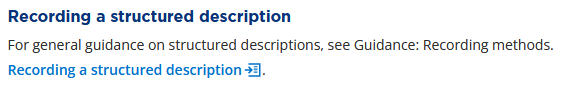 Recording a structured description
For general guidance on structured descriptions, see Guidance: Recording methods.
Recording a structured description.